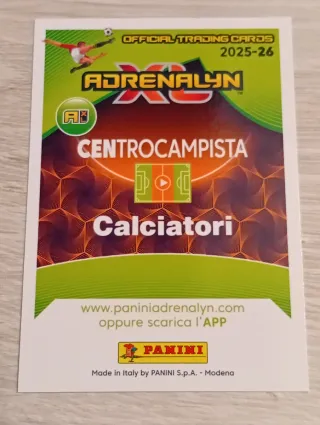 OFFICIAL TRADING CARDS
2025-26
ADRENALYN
XL™
CENTROCAMPISTA
Calciatori
www.paniniadrenalyn.com
oppure scarica l'APP
PANINI
Made in Italy by PANINI S.p.A. - Modena